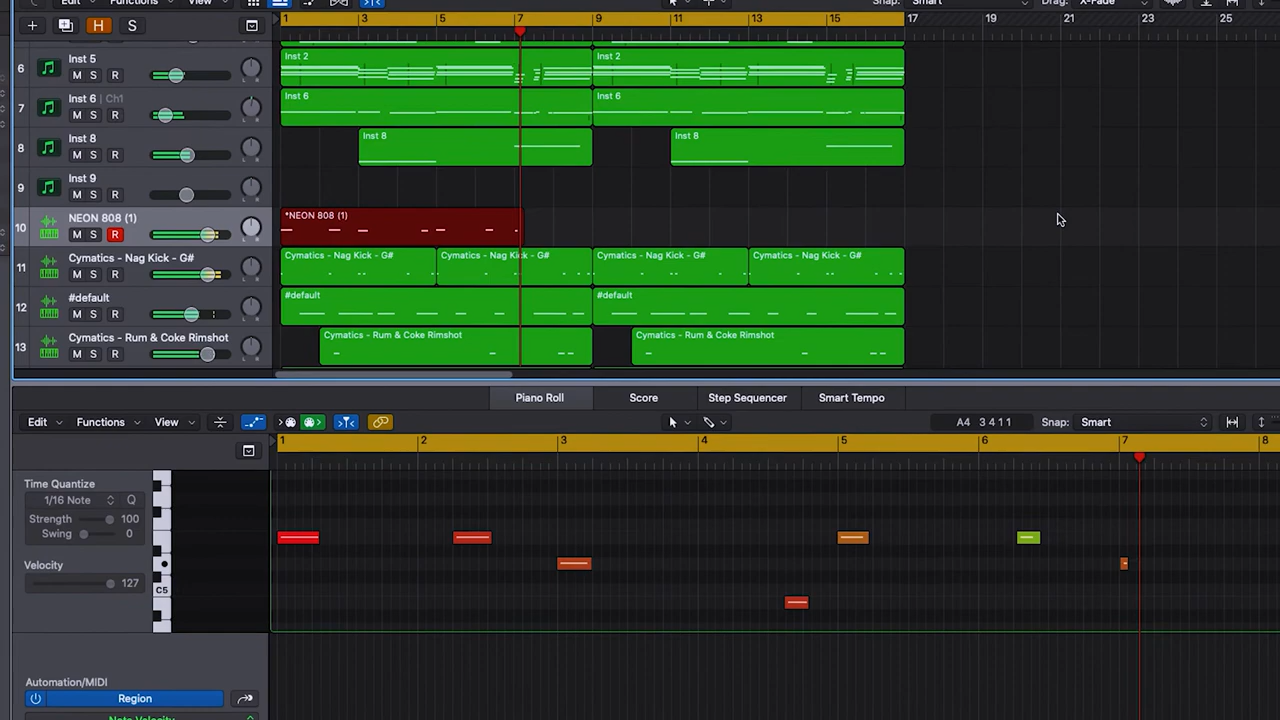 Edit Functions View Snap: Smart Drag: X-Fade
H S 1 3 5 7 9 11 13 15 17 19 21 23 25
6 Inst 5 M S R Inst 2 Inst 2
7 Inst 6 | Ch1 M S R Inst 6 Inst 6
8 Inst 8 M S R Inst 8 Inst 8
9 Inst 9 M S R
10 NEON 808 (1) M S R *NEON 808 (1)
11 Cymatics - Nag Kick - G# M S R Cymatics - Nag Kick - G# Cymatics - Nag Kick - G# Cymatics - Nag Kick - G# Cymatics - Nag Kick - G#
12 #default M S R #default #default
13 Cymatics - Rum & Coke Rimshot M S R Cymatics - Rum & Coke Rimshot Cymatics - Rum & Coke Rimshot
Piano Roll Score Step Sequencer Smart Tempo
Edit Functions View A4 3 4 1 1 Snap: Smart
1 2 3 4 5 6 7 8
Time Quantize
1/16 Note Q
Strength 100
Swing 0
Velocity
127
C5
Automation/MIDI
Region
Note Velocity